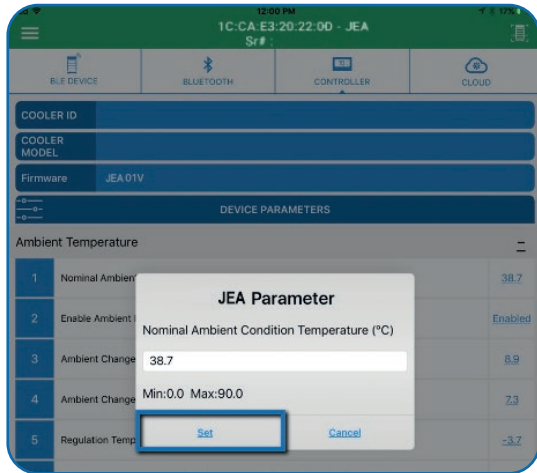 12:00 PM
17%
1C:CA:E3:20:22:0D - JEA
Sr# :
BLE DEVICE
BLUETOOTH
CONTROLLER
CLOUD
COOLER ID
COOLER
MODEL
Firmware JEA 01V
DEVICE PARAMETERS
Ambient Temperature
1 Nominal Ambien 38.7
2 Enable Ambient Enabled
3 Ambient Change 8.9
4 Ambient Change 7.3
5 Regulation Temp -3.7
JEA Parameter
Nominal Ambient Condition Temperature (°C)
38.7
Min:0.0 Max:90.0
Set Cancel